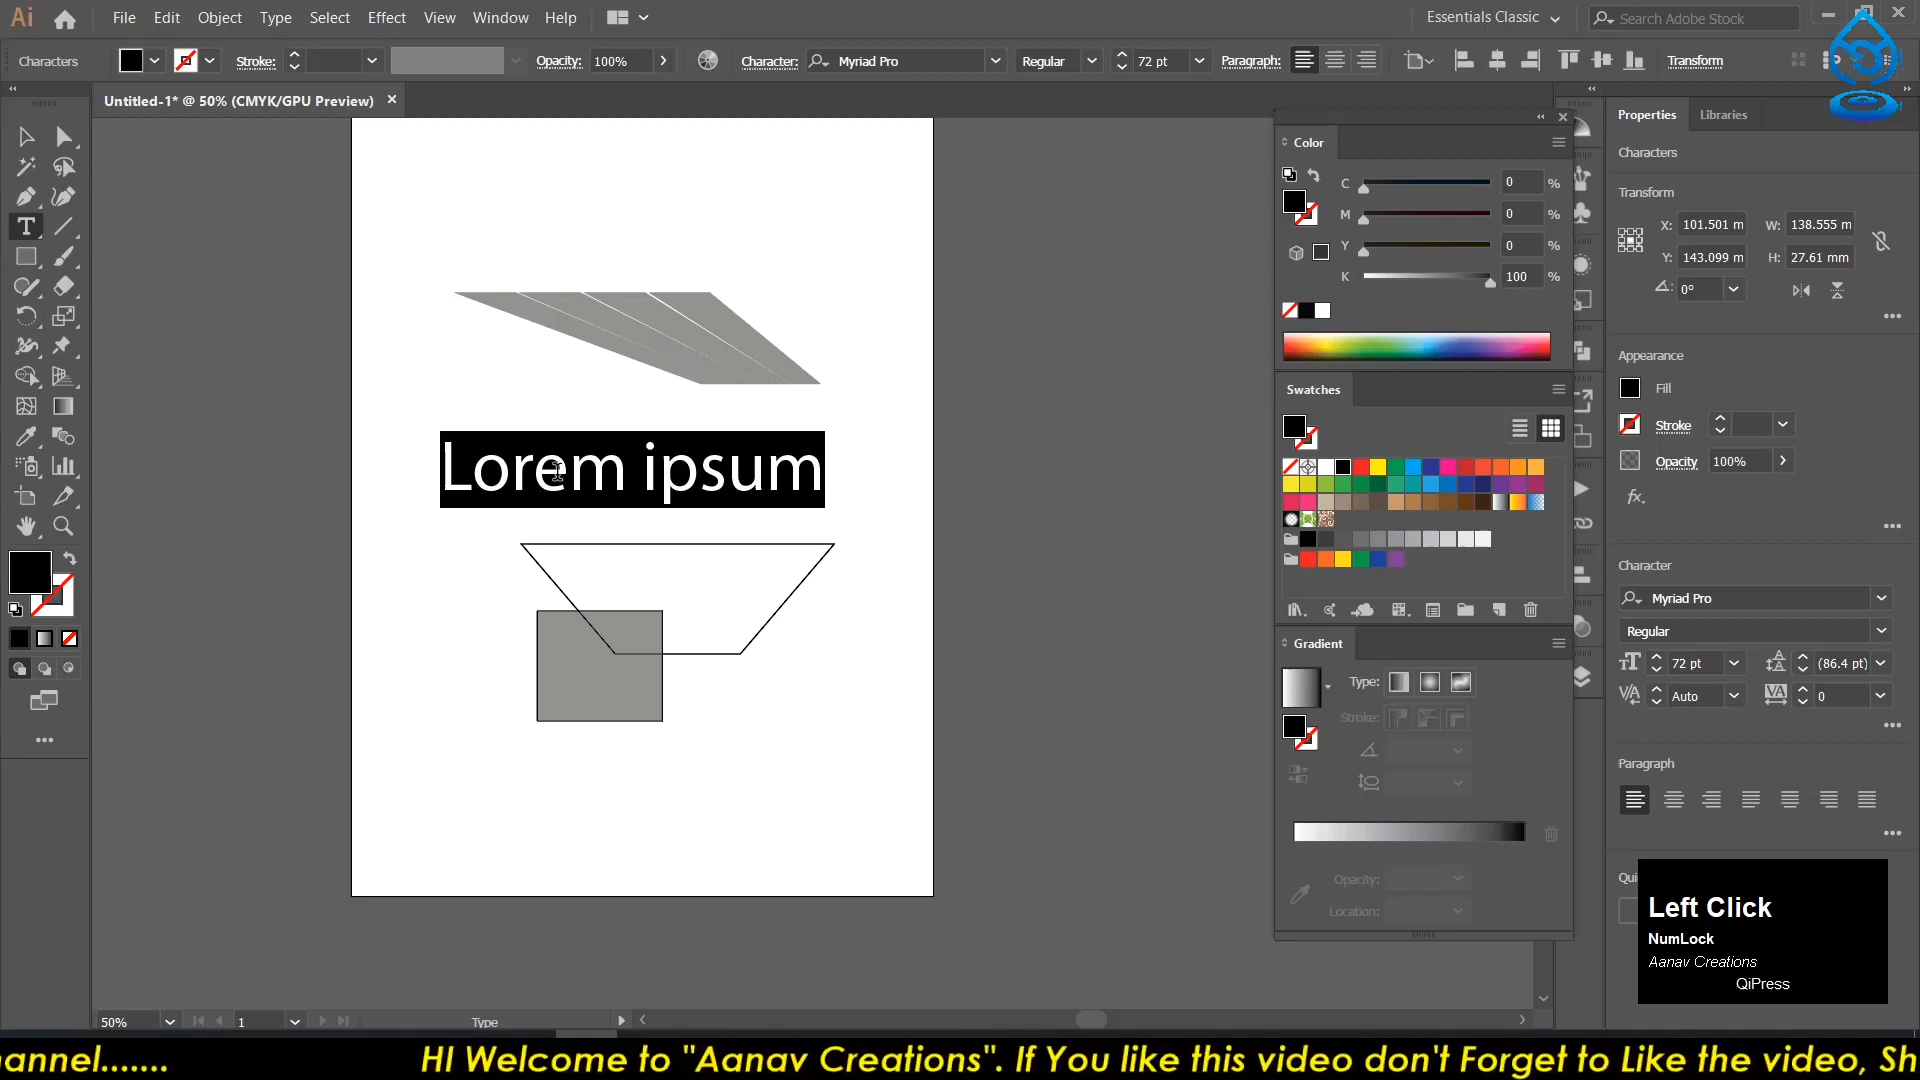 Ai File Edit Object Type Select Effect View Window Help Essentials Classic Search Adobe Stock
Characters Stroke: Opacity: 100% Character: Myriad Pro Regular 72 pt Paragraph: Transform
Untitled-1* @ 50% (CMYK/GPU Preview)
Lorem ipsum
50% 1 Type
Color
C 0 %
M 0 %
Y 0 %
K 100 %
Swatches
Gradient
Type:
Stroke:
Opacity:
Location:
Properties Libraries
Characters
Transform
X: 101.501 m W: 138.555 m
Y: 143.099 m H: 27.61 mm
0°
Appearance
Fill
Stroke
Opacity 100%
fx.
Character
Myriad Pro
Regular
72 pt (86.4 pt)
Auto 0
Paragraph
Qui
Left Click
NumLock
Aanav Creations
QiPress
annel....... HI Welcome to "Aanav Creations". If You like this video don't Forget to Like the video, Sh